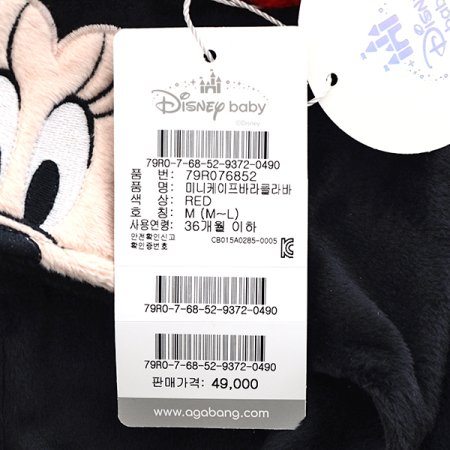 Disney
baby
Disney baby
©Disney
79R0-7-68-52-9372-0490
품 번: 79R076852
품 명: 미니케이프바라클라바
색 상: RED
호 칭: M (M~L)
사용연령: 36개월 이하
안전확인신고
확인증번호 CB015A0285-0005
79R0-7-68-52-9372-0490
79R0-7-68-52-9372-0490
판매가격: 49,000
www.agabang.com